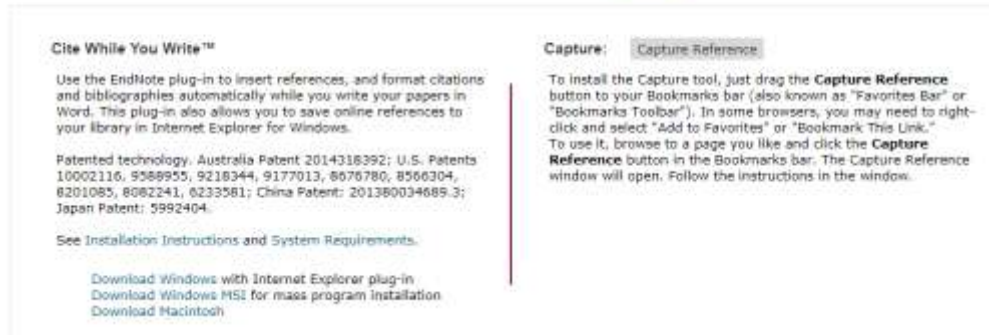 Cite While You Write™
Use the EndNote plug-in to insert references, and format citations
and bibliographies automatically while you write your papers in
Word. This plug-in also allows you to save online references to
your library in Internet Explorer for Windows.
Patented technology. Australia Patent 2014318392; U.S. Patents
10002116, 9588955, 9218344, 9177013, 8676780, 8566304,
8201085, 8082241, 6233581; China Patent: 201380034689.3;
Japan Patent: 5992404.
See Installation Instructions and System Requirements.
Download Windows with Internet Explorer plug-in
Download Windows MSI for mass program installation
Download Macintosh
Capture: Capture Reference
To install the Capture tool, just drag the Capture Reference
button to your Bookmarks bar (also known as "Favorites Bar" or
"Bookmarks Toolbar"). In some browsers, you may need to right-
click and select "Add to Favorites" or "Bookmark This Link."
To use it, browse to a page you like and click the Capture
Reference button in the Bookmarks bar. The Capture Reference
window will open. Follow the instructions in the window.